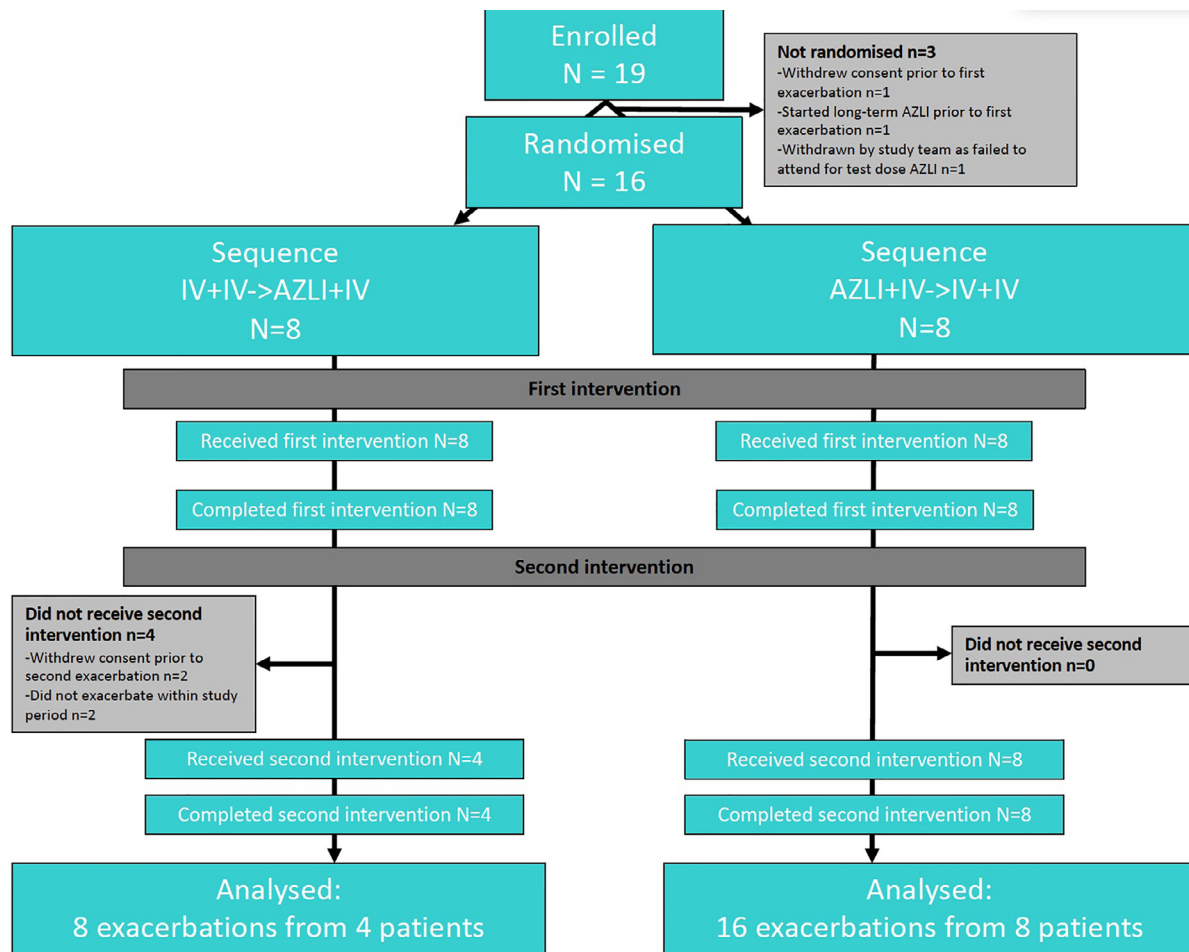 Enrolled
N = 19
Not randomised n=3
-Withdrew consent prior to first
exacerbation n=1
-Started long-term AZLI prior to first
exacerbation n=1
-Withdrawn by study team as failed to
attend for test dose AZLI n=1
Randomised
N = 16
Sequence
IV+IV->AZLI+IV
N=8
Sequence
AZLI+IV->IV+IV
N=8
First intervention
Received first intervention N=8
Received first intervention N=8
Completed first intervention N=8
Completed first intervention N=8
Second intervention
Did not receive second
intervention n=4
-Withdrew consent prior to
second exacerbation n=2
-Did not exacerbate within study
period n=2
Did not receive second
intervention n=0
Received second intervention N=4
Received second intervention N=8
Completed second intervention N=4
Completed second intervention N=8
Analysed:
8 exacerbations from 4 patients
Analysed:
16 exacerbations from 8 patients